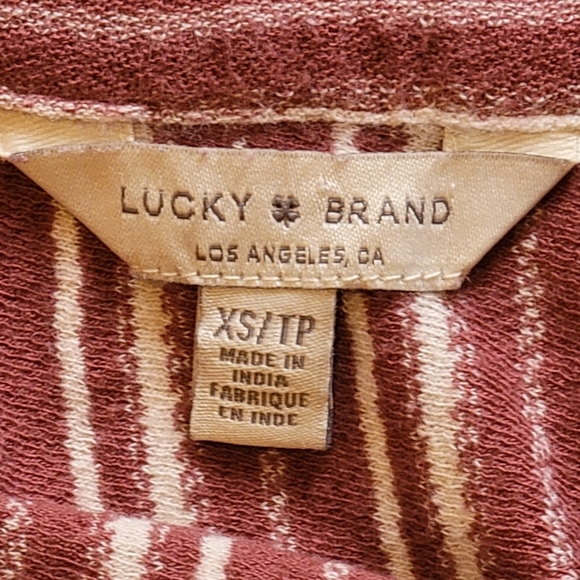 LUCKY BRAND
LOS ANGELES, CA
XS/TP
MADE IN
INDIA
FABRIQUE
EN INDE